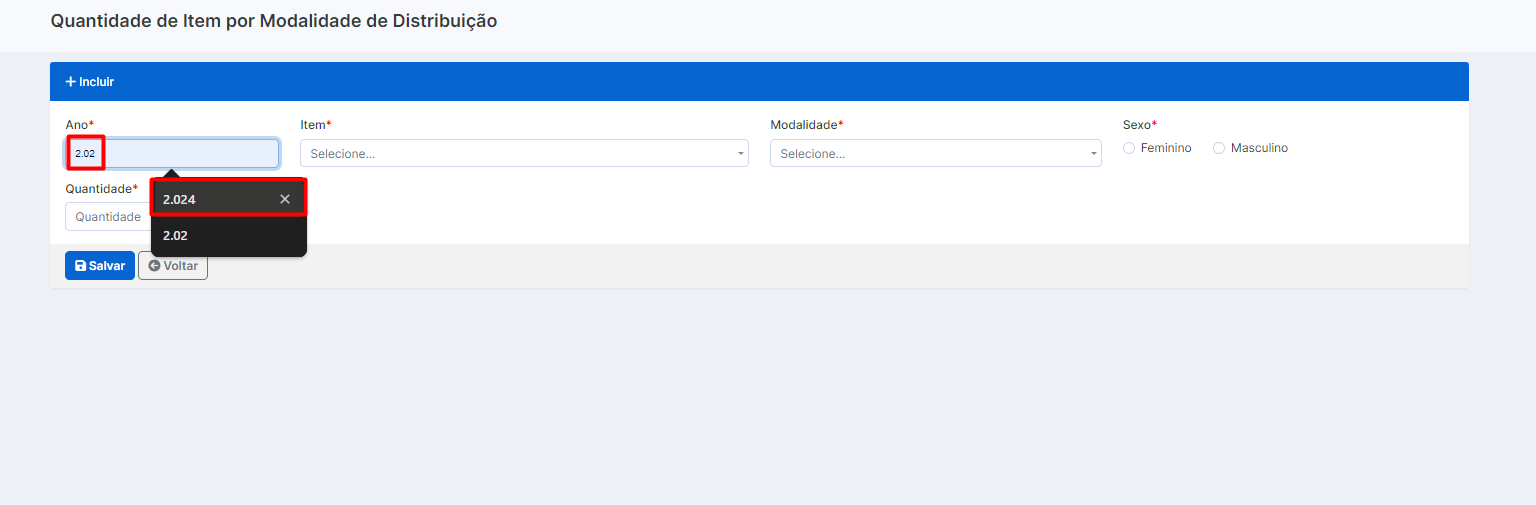 Quantidade de Item por Modalidade de Distribuição
Incluir
Ano* Item* Modalidade* Sexo*
2.02 Selecione... Selecione... Feminino Masculino
Quantidade* 2.024
Quantidade 2.02
Salvar Voltar